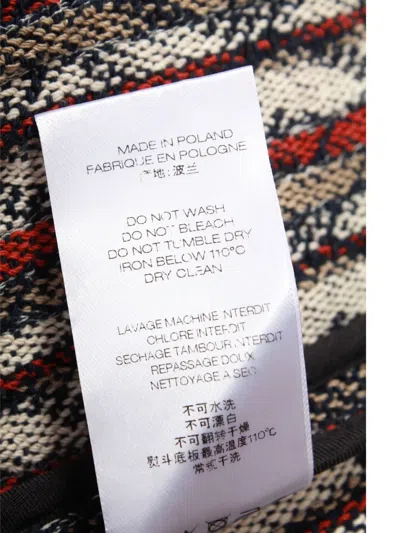 MADE IN POLAND
FABRIQUE EN POLOGNE
产地:波兰
DO NOT WASH
DO NOT BLEACH
DO NOT TUMBLE DRY
IRON BELOW 110°C
DRY CLEAN
LAVAGE MACHINE INTERDIT
CHLORE INTERDIT
SECHAGE TAMBOUR INTERDIT
REPASSAGE DOUX
NETTOYAGE A SEC
不可水洗
不可漂白
不可翻转干燥
熨斗底板最高温度110℃
常规干洗